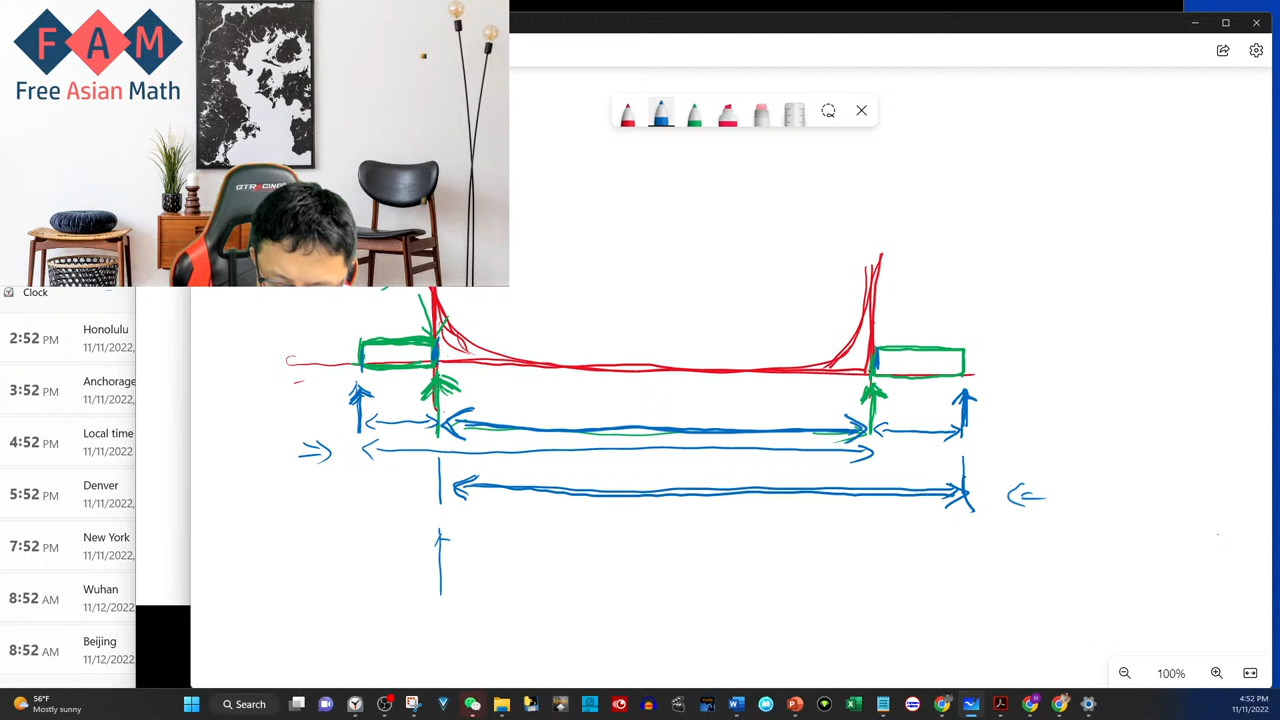 FAM
Free Asian Math
GTRACING
Clock
2:52 PM
Honolulu
11/11/2022,
3:52 PM
Anchorage
11/11/2022,
4:52 PM
Local time
11/11/2022
5:52 PM
Denver
11/11/2022,
7:52 PM
New York
11/11/2022,
8:52 AM
Wuhan
11/12/2022,
8:52 AM
Beijing
11/12/2022,
100%
56°F
Mostly sunny
Search
4:52 PM
11/11/2022